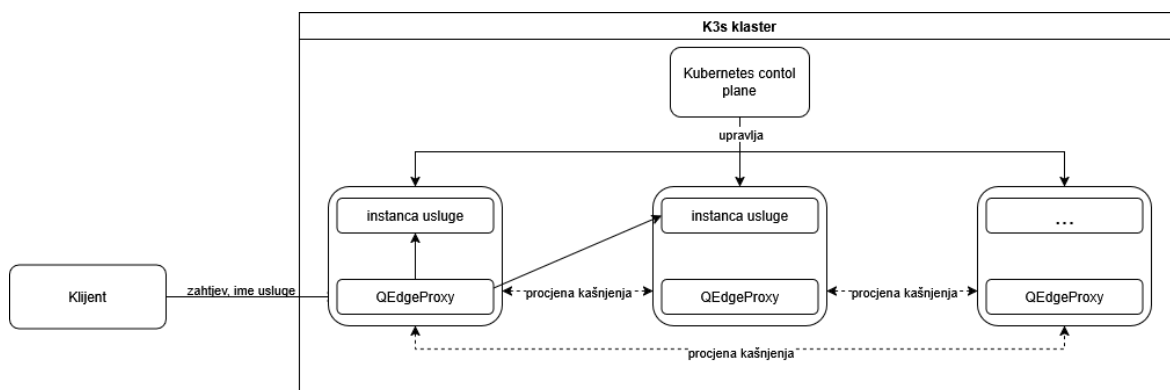 K3s klaster
Kubernetes contol
plane
upravlja
instanca usluge
instanca usluge
...
Klijent
zahtjev, ime usluge
QEdgeProxy
procjena kašnjenja
QEdgeProxy
procjena kašnjenja
QEdgeProxy
procjena kašnjenja